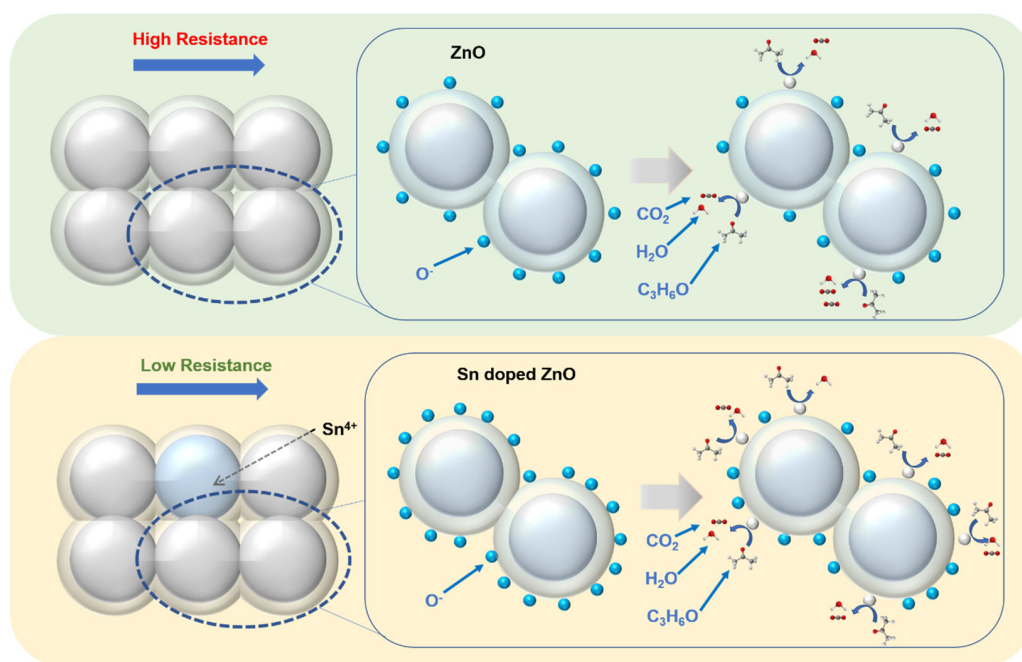 High Resistance
ZnO
CO₂
H₂O
O⁻
C₃H₆O
Low Resistance
Sn doped ZnO
Sn⁴⁺
CO₂
H₂O
O⁻
C₃H₆O